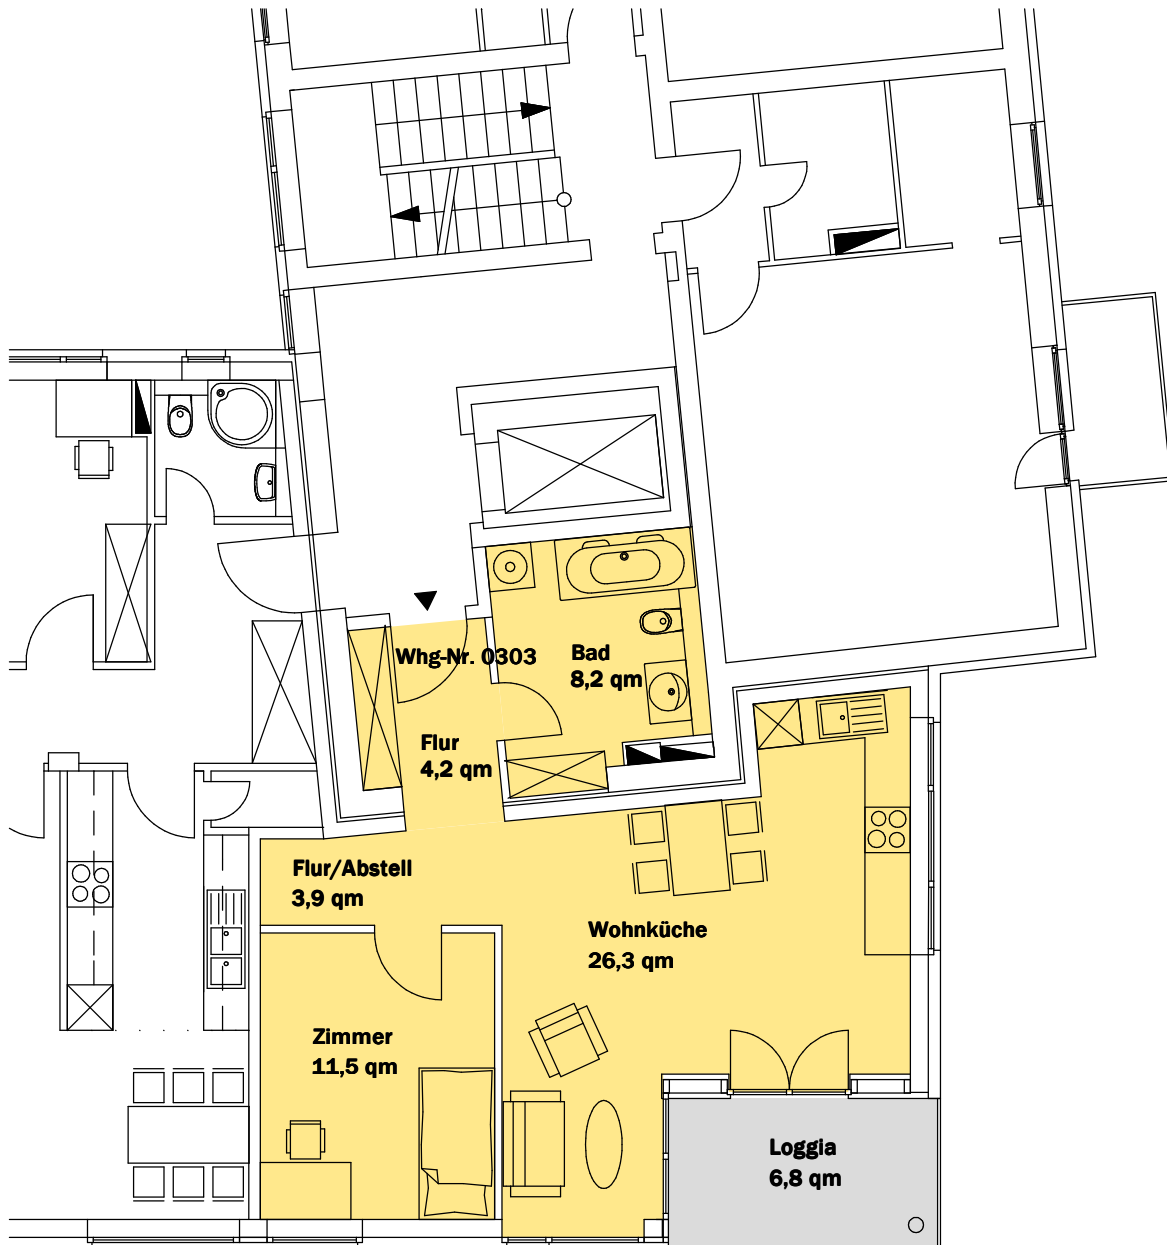 Whg-Nr. 0303
Bad
8,2 qm
Flur
4,2 qm
Flur/Abstell
3,9 qm
Wohnküche
26,3 qm
Zimmer
11,5 qm
Loggia
6,8 qm